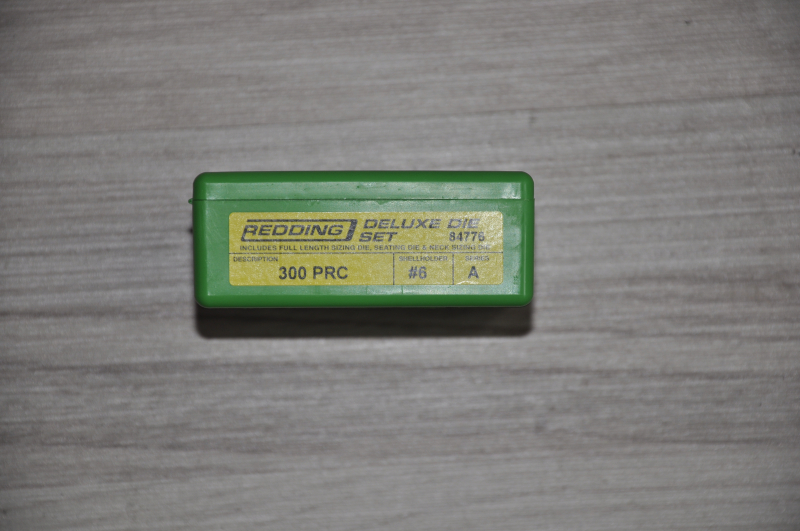 REDDING DELUXE DIE SET 84776
INCLUDES FULL LENGTH SIZING DIE, SEATING DIE & NECK SIZING DIE
DESCRIPTION SHELLHOLDER SERIES
300 PRC #6 A